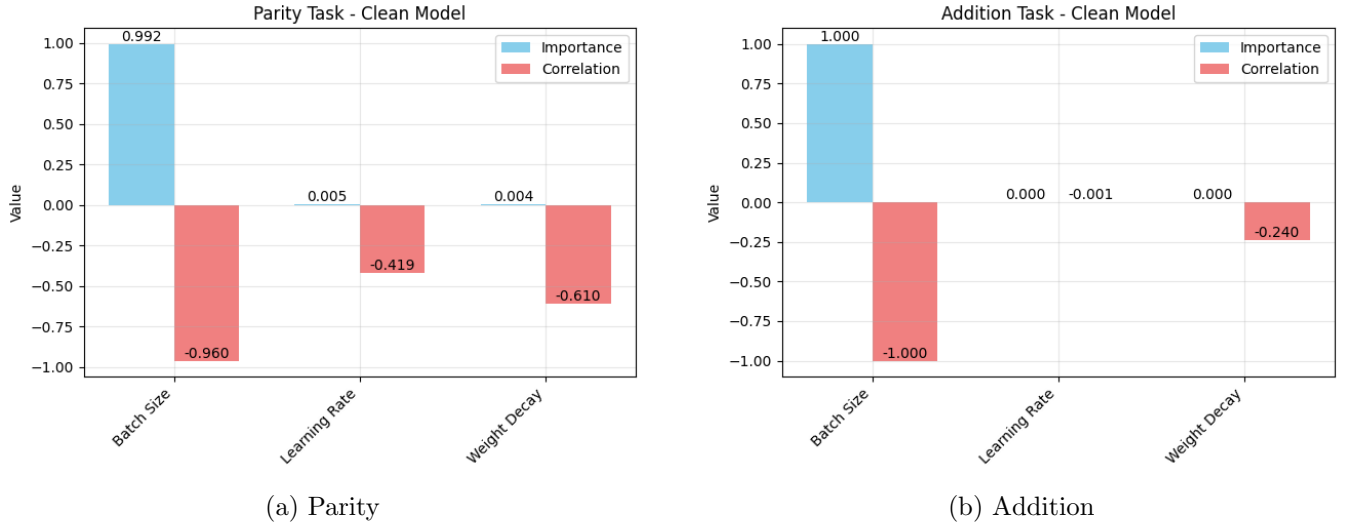 Parity Task - Clean Model
Importance
Correlation
Value
1.00
0.75
0.50
0.25
0.00
−0.25
−0.50
−0.75
−1.00
0.992
-0.960
0.005
-0.419
0.004
-0.610
Batch Size
Learning Rate
Weight Decay
(a) Parity
Addition Task - Clean Model
Importance
Correlation
Value
1.00
0.75
0.50
0.25
0.00
−0.25
−0.50
−0.75
−1.00
1.000
-1.000
0.000
-0.001
0.000
-0.240
Batch Size
Learning Rate
Weight Decay
(b) Addition